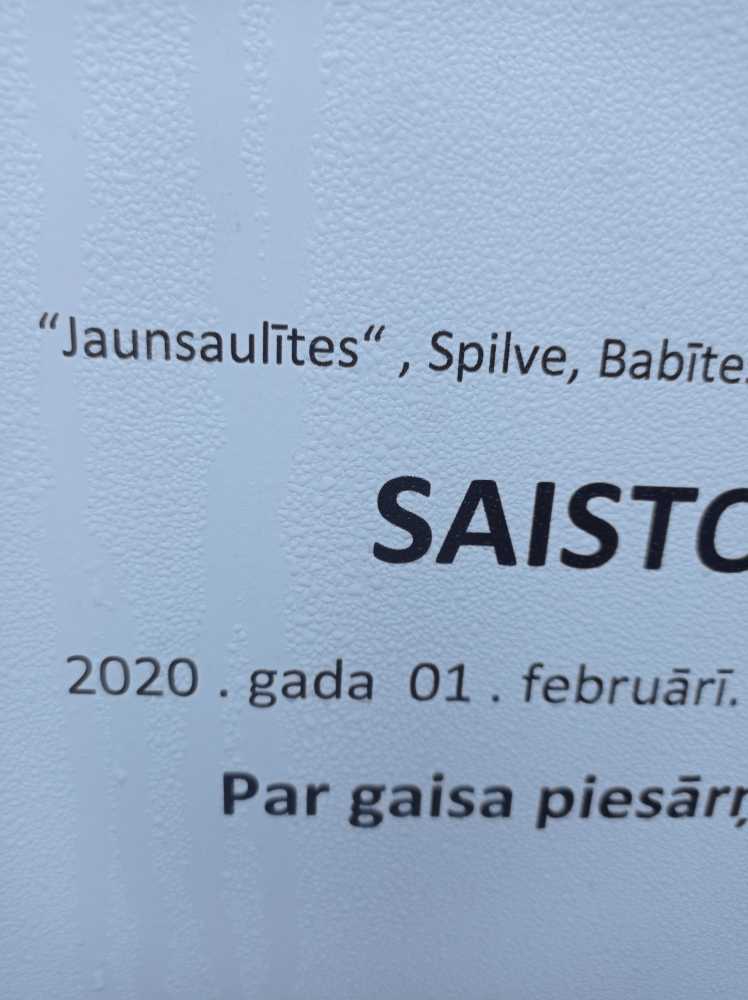 “Jaunsaulītes“ , Spilve, Babīte
SAISTO
2020 . gada 01 . februārī.
Par gaisa piesārņ